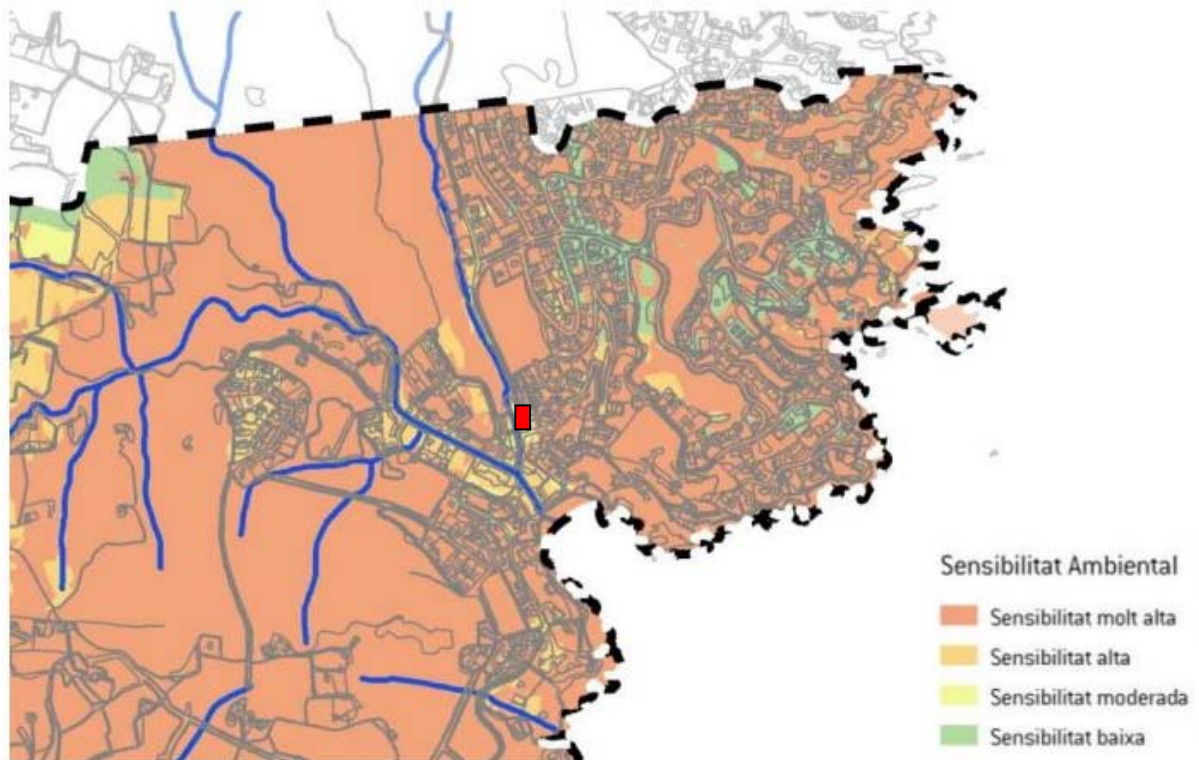 Sensibilitat Ambiental
Sensibilitat molt alta
Sensibilitat alta
Sensibilitat moderada
Sensibilitat baixa